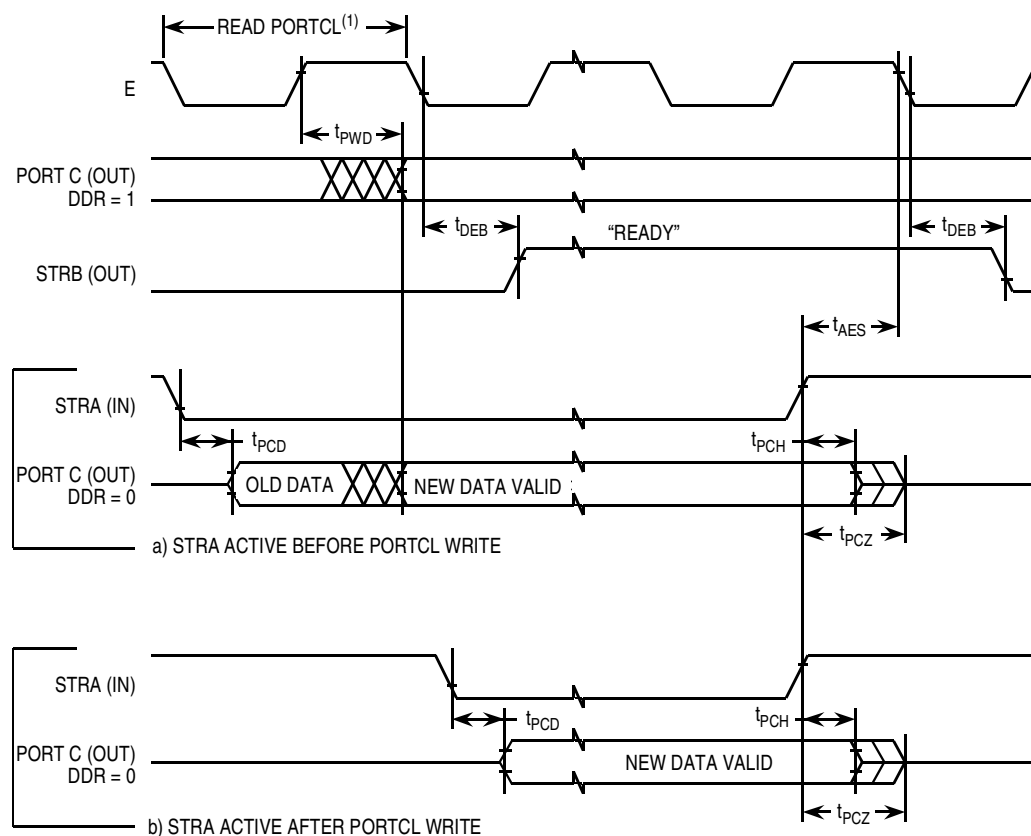 READ PORTCL(1)
E
tPWD
PORT C (OUT)
DDR = 1
tDEB
"READY"
tDEB
STRB (OUT)
tAES
STRA (IN)
tPCD
tPCH
PORT C (OUT)
DDR = 0
OLD DATA
NEW DATA VALID
tPCZ
a) STRA ACTIVE BEFORE PORTCL WRITE
STRA (IN)
tPCD
tPCH
PORT C (OUT)
DDR = 0
NEW DATA VALID
tPCZ
b) STRA ACTIVE AFTER PORTCL WRITE